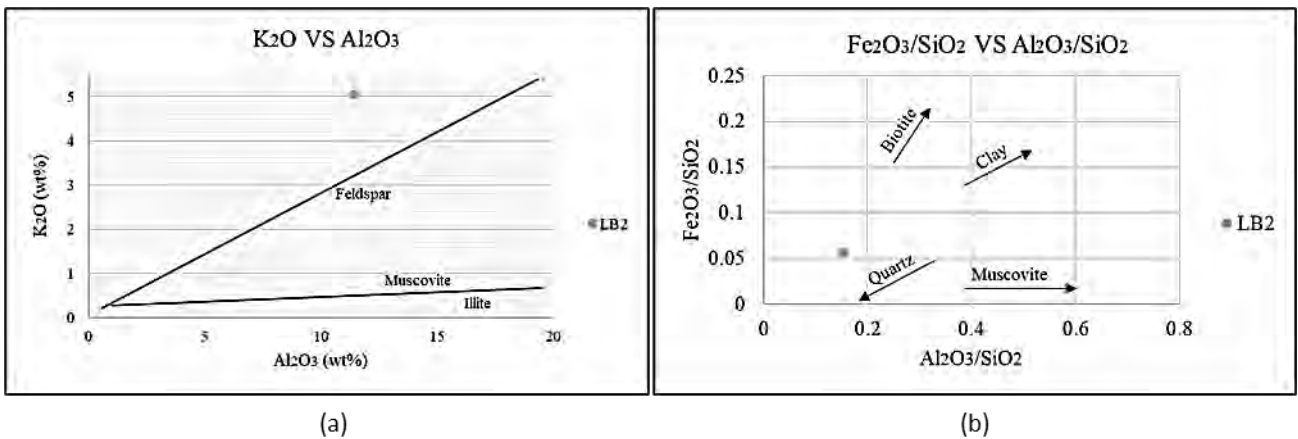 K2O VS Al2O3
5
4
3
2
1
0
K2O (wt%)
Feldspar
Muscovite
Illite
LB2
0 5 10 15 20
Al2O3 (wt%)
(a)
Fe2O3/SiO2 VS Al2O3/SiO2
0.25
0.2
0.15
0.1
0.05
0
Fe2O3/SiO2
Biotite
Clay
Quartz
Muscovite
LB2
0 0.2 0.4 0.6 0.8
Al2O3/SiO2
(b)